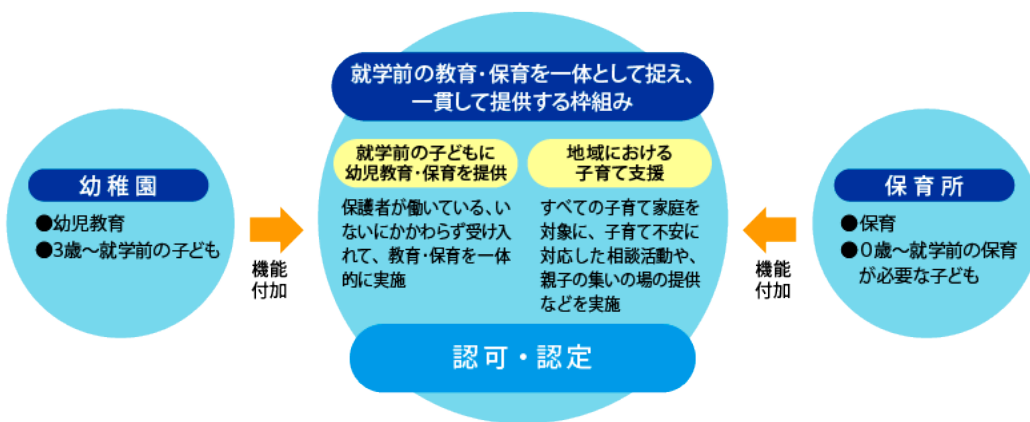 就学前の教育・保育を一体として捉え、
一貫して提供する枠組み
幼稚園
●幼児教育
●3歳～就学前の子ども
機能
付加
就学前の子どもに
幼児教育・保育を提供
保護者が働いている、い
ないにかかわらず受け入
れて、教育・保育を一体
的に実施
地域における
子育て支援
すべての子育て家庭を
対象に、子育て不安に
対応した相談活動や、
親子の集いの場の提供
などを実施
認可・認定
機能
付加
保育所
●保育
●０歳～就学前の保育
が必要な子ども